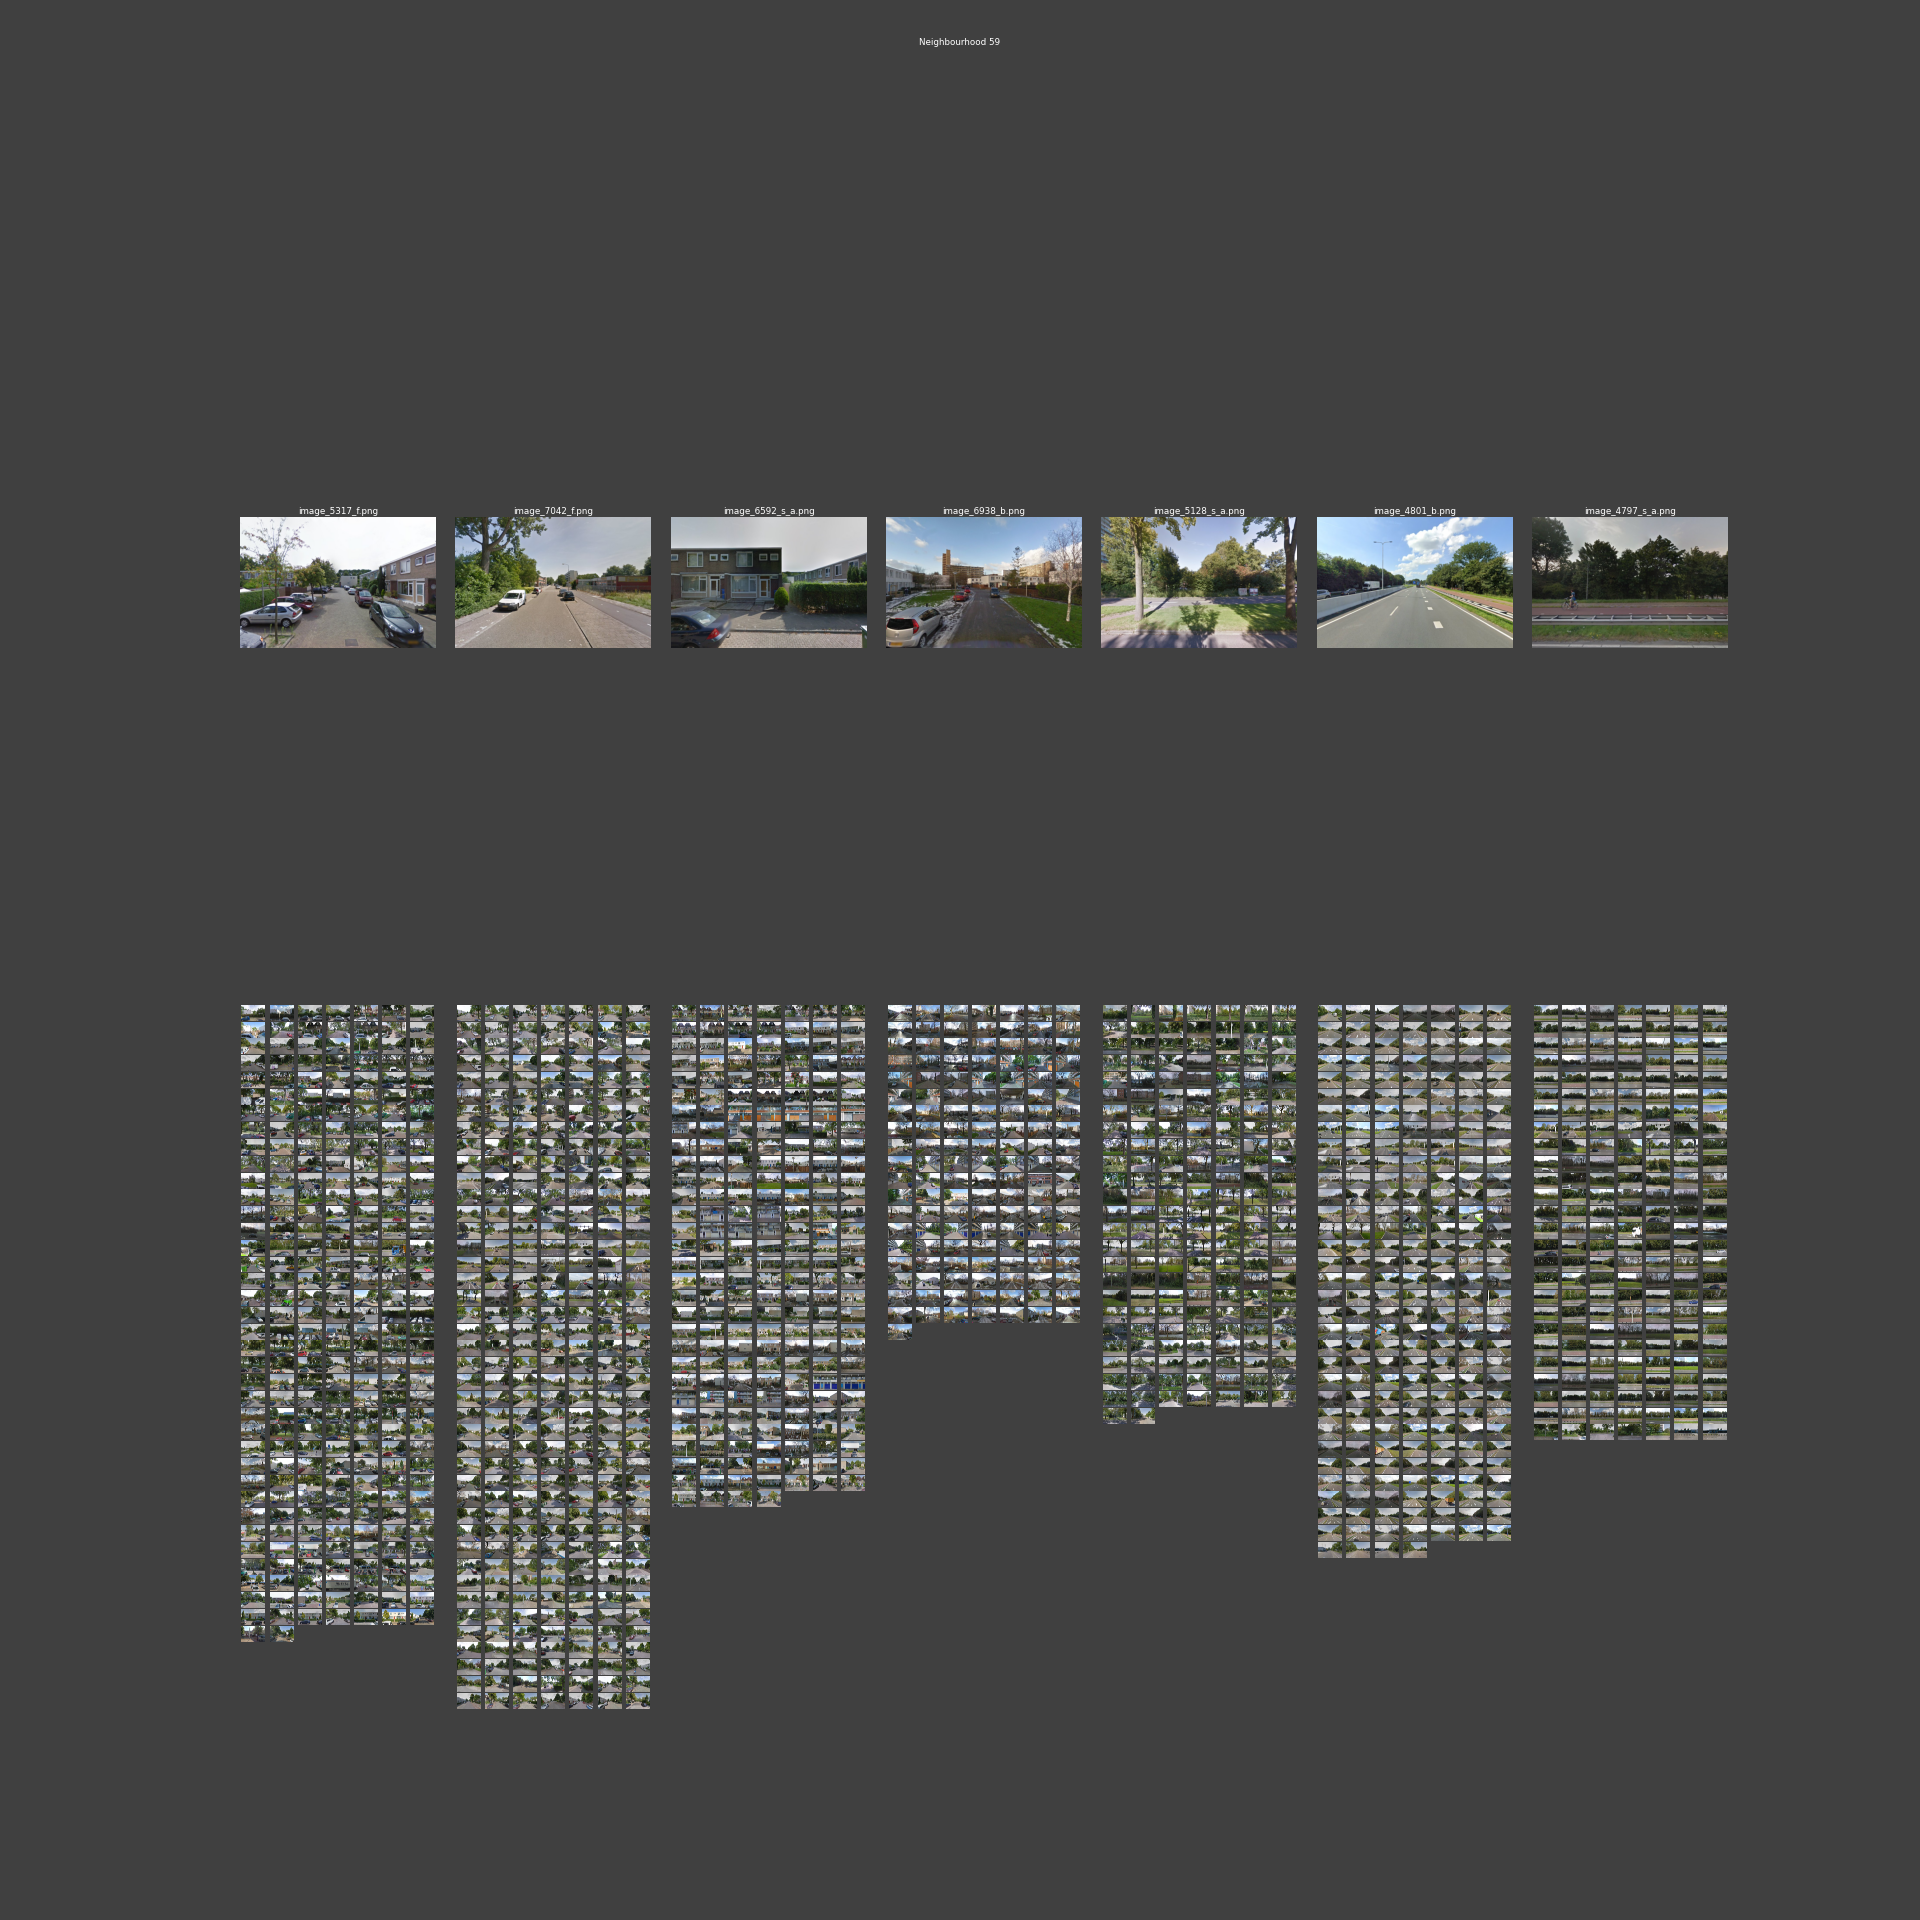 Neighbourhood 59
image_5317_f.png
image_7042_f.png
image_6592_s_a.png
image_6938_b.png
image_5128_s_a.png
image_4801_b.png
image_4797_s_a.png